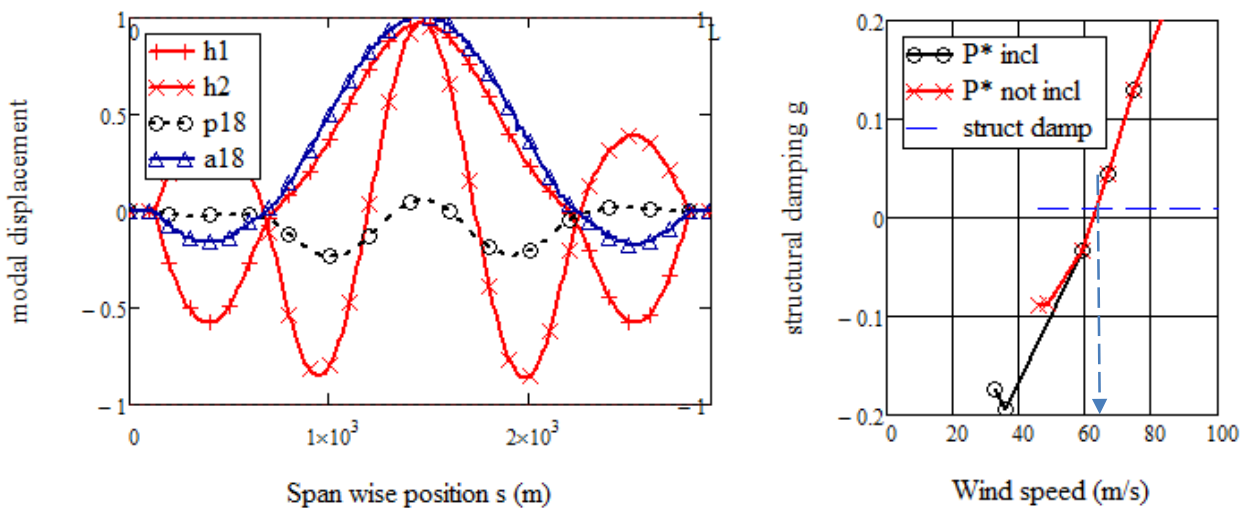 modal displacement
1
0.5
0
– 0.5
– 1
0
1
L
–1
h1
h2
p18
a18
0
1×10³
2×10³
Span wise position s (m)
structural damping g
0.2
0.1
0
– 0.1
– 0.2
P* incl
P* not incl
struct damp
0 20 40 60 80 100
Wind speed (m/s)